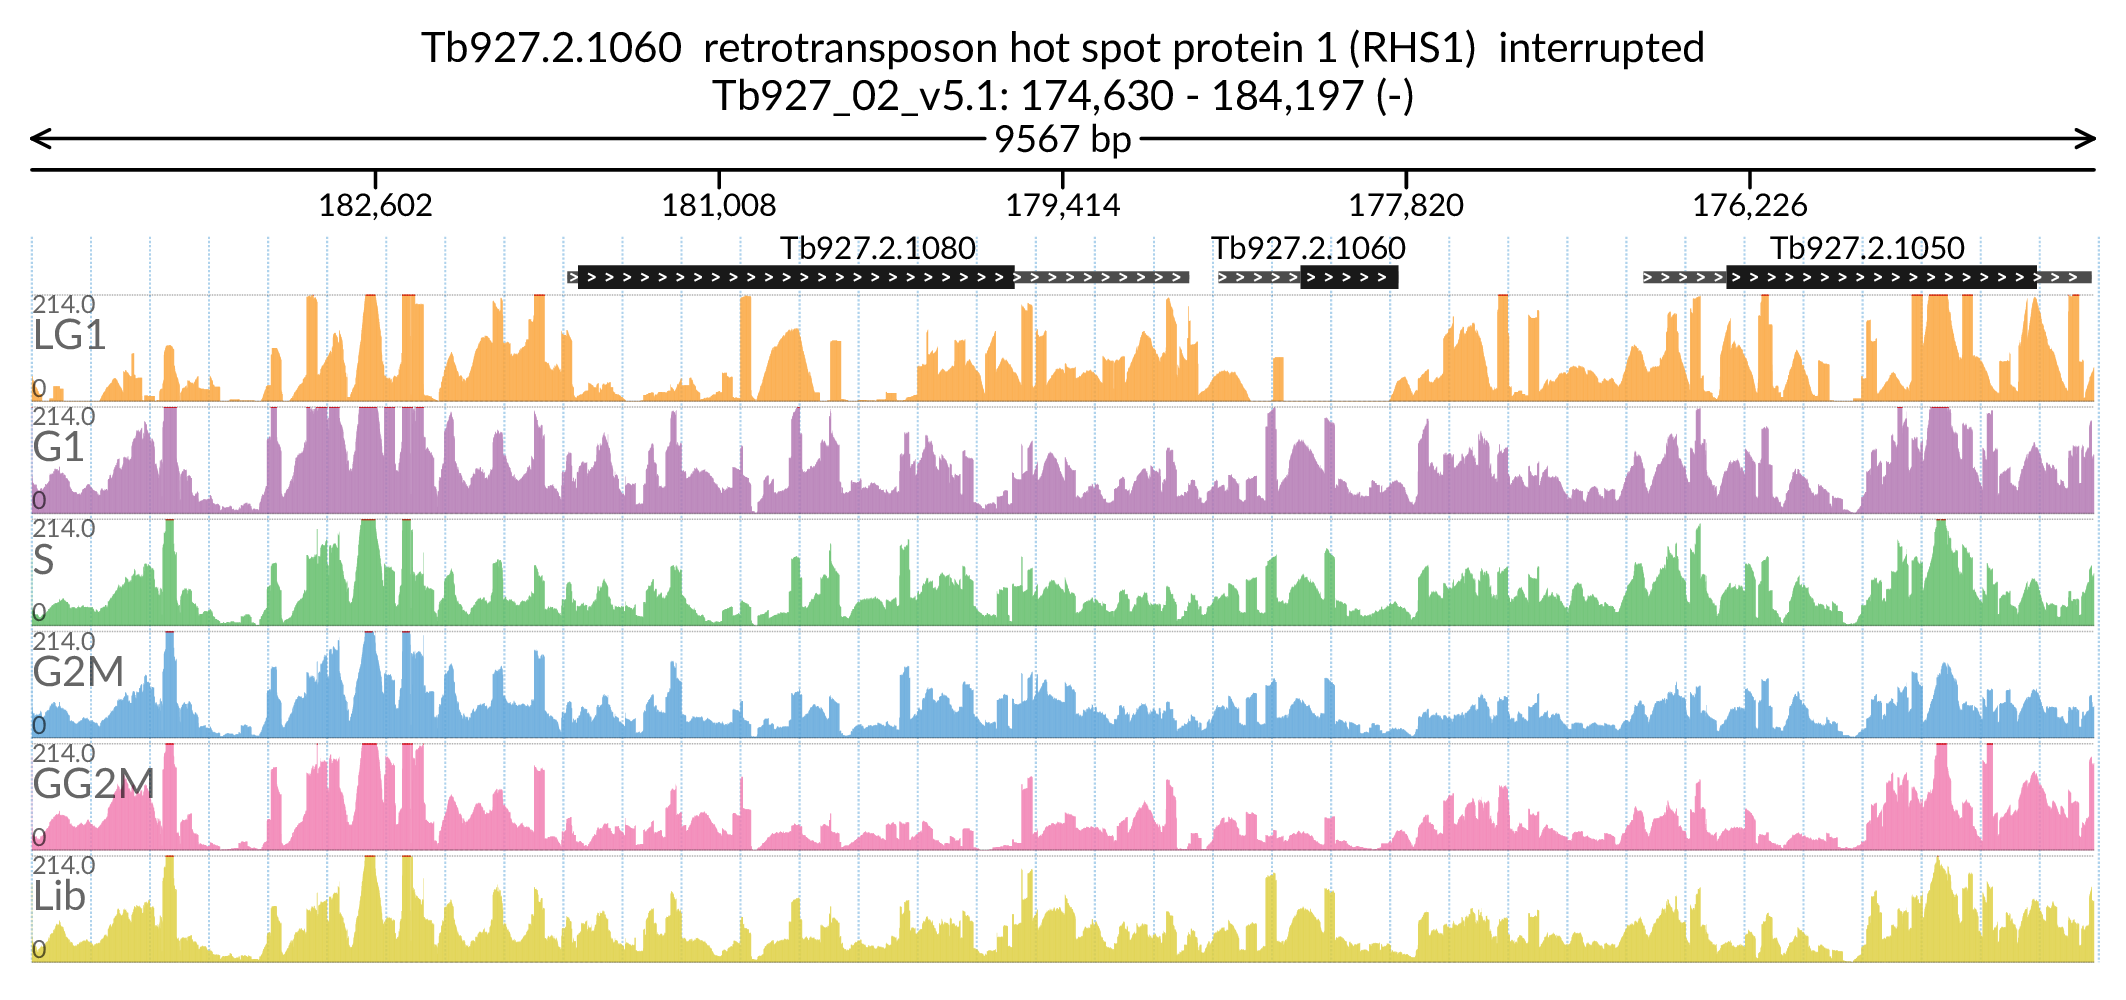 Tb927.2.1060 retrotransposon hot spot protein 1 (RHS1) interrupted
Tb927_02_v5.1: 174,630 - 184,197 (-)
9567 bp
182,602 181,008 179,414 177,820 176,226
Tb927.2.1080 Tb927.2.1060 Tb927.2.1050
214.0
LG1
0
214.0
G1
0
214.0
S
0
214.0
G2M
0
214.0
GG2M
0
214.0
Lib
0